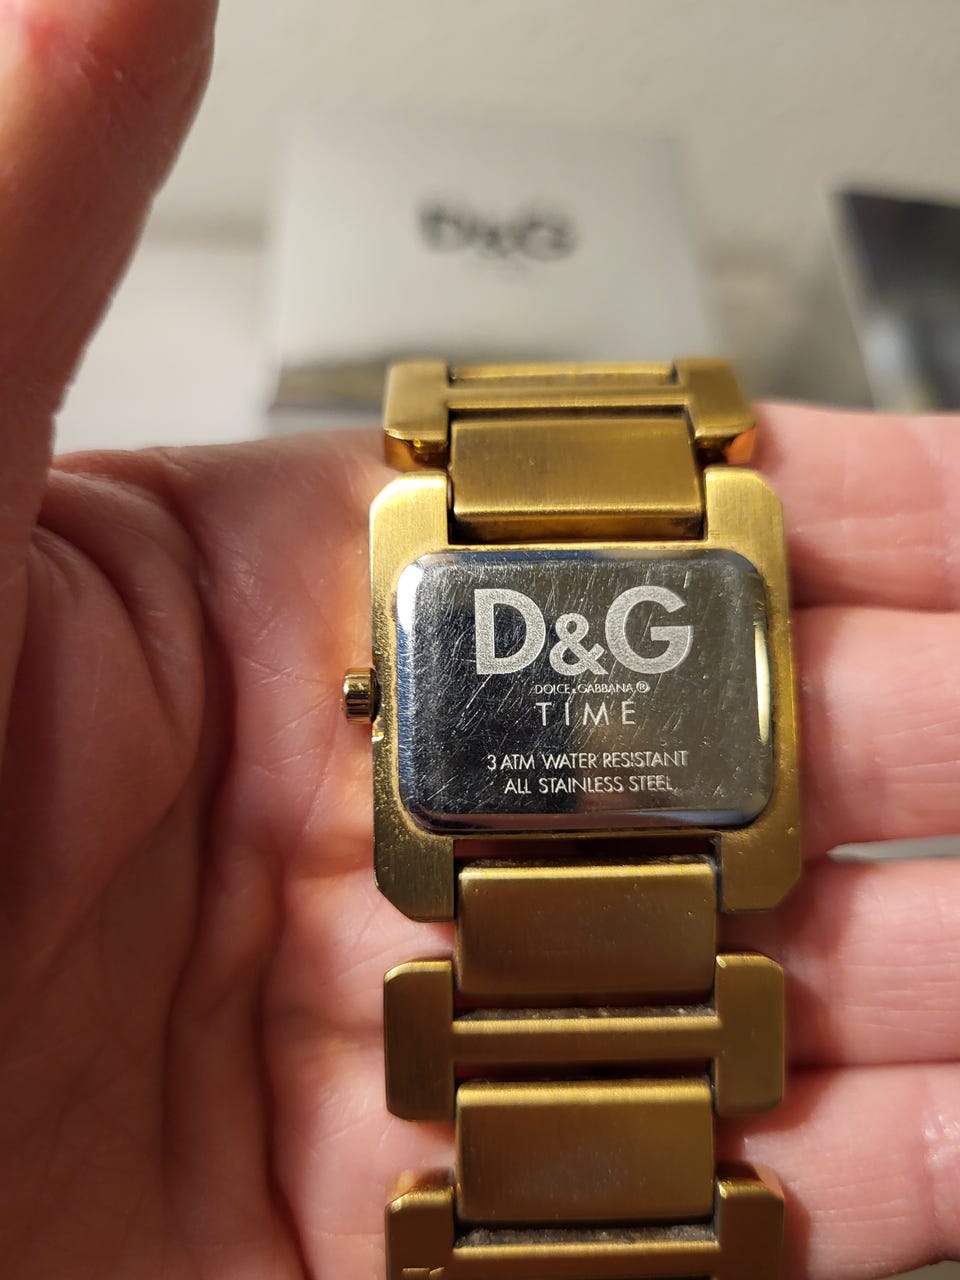 D&G
D&G
DOLCE & GABBANA ®
TIME
3 ATM WATER RESISTANT
ALL STAINLESS STEEL